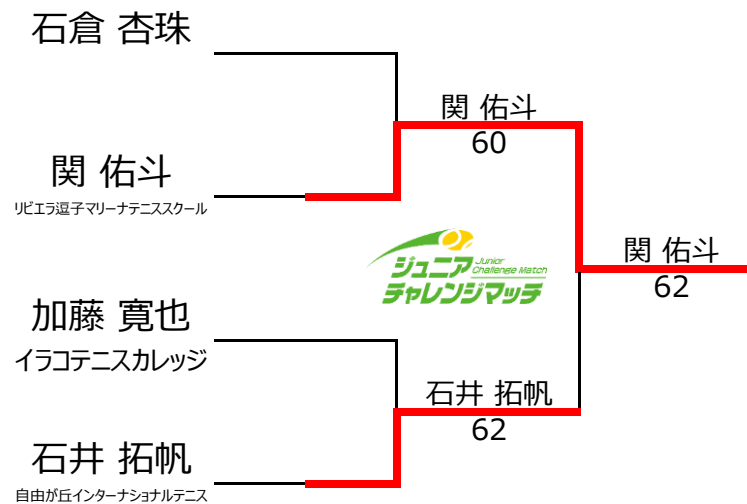 石倉 杏珠
関 佑斗
60
関 佑斗
リビエラ逗子マリーナテニススクール
関 佑斗
62
ジュニア
Junior
Challenge Match
チャレンジマッチ
加藤 寛也
イラコテニスカレッジ
石井 拓帆
62
石井 拓帆
自由が丘インターナショナルテニス